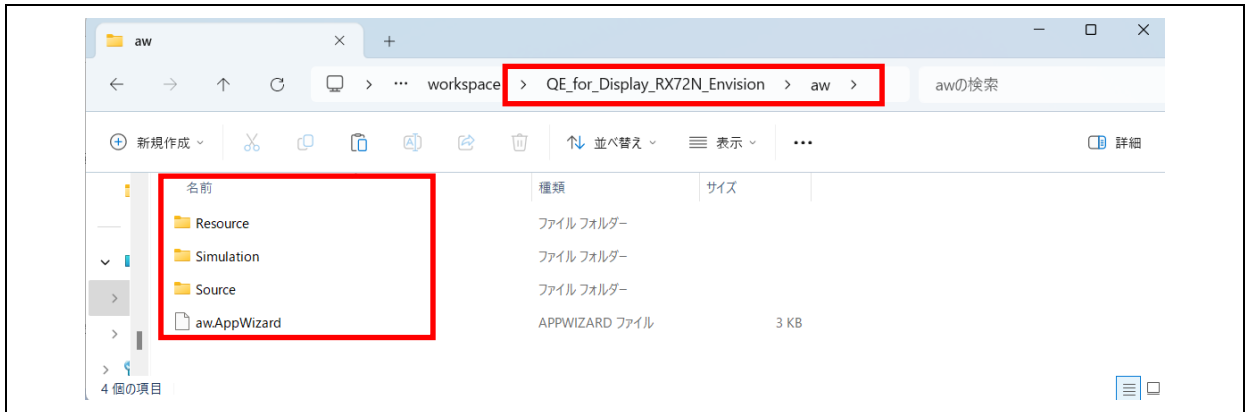 aw
… workspace > QE_for_Display_RX72N_Envision > aw > awの検索
新規作成 並べ替え 表示 … 詳細
名前 種類 サイズ
Resource ファイル フォルダー
Simulation ファイル フォルダー
Source ファイル フォルダー
aw.AppWizard APPWIZARD ファイル 3 KB
4 個の項目